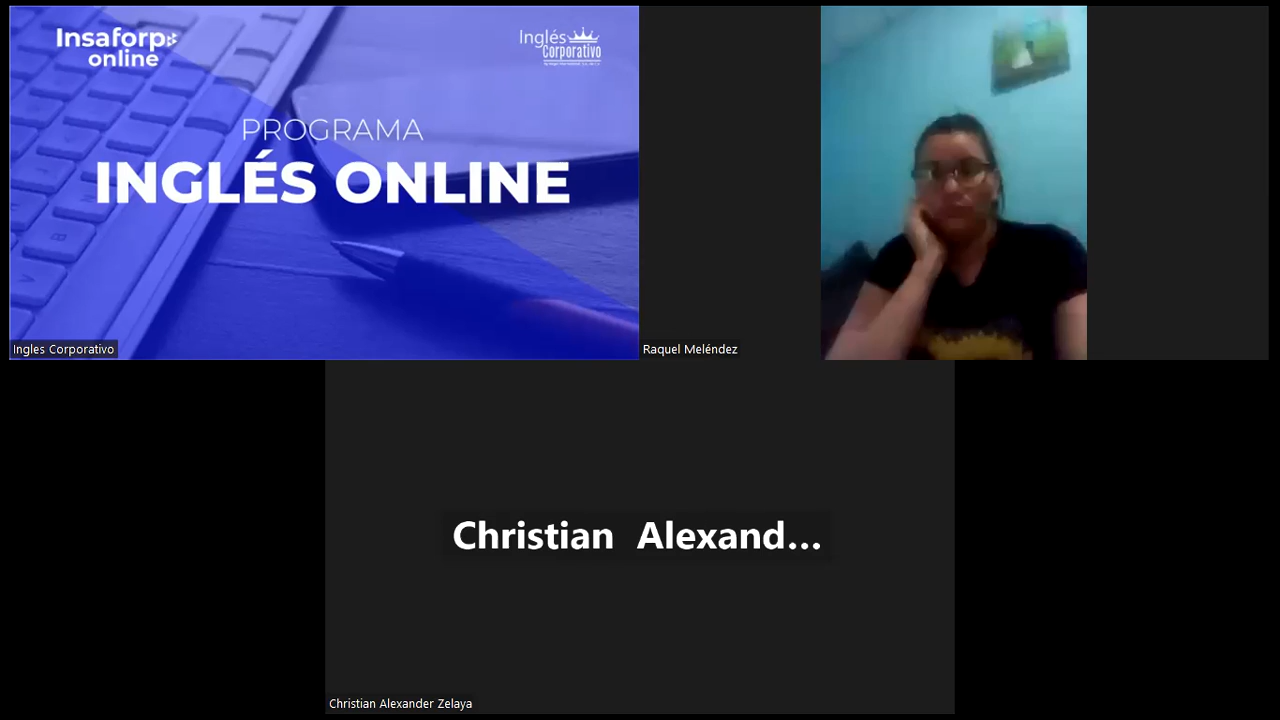 Insaforp
online
Inglés
Corporativo
PROGRAMA
INGLÉS ONLINE
B
V
Ingles Corporativo
Raquel Meléndez
Christian Alexand...
Christian Alexander Zelaya